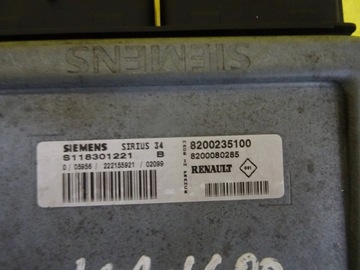 SIEMENS
SIEMENS SIRIUS 34
S118301221 B
0 / 05956 / 222155921 / 02099
8200235100
8200080285
RENAULT